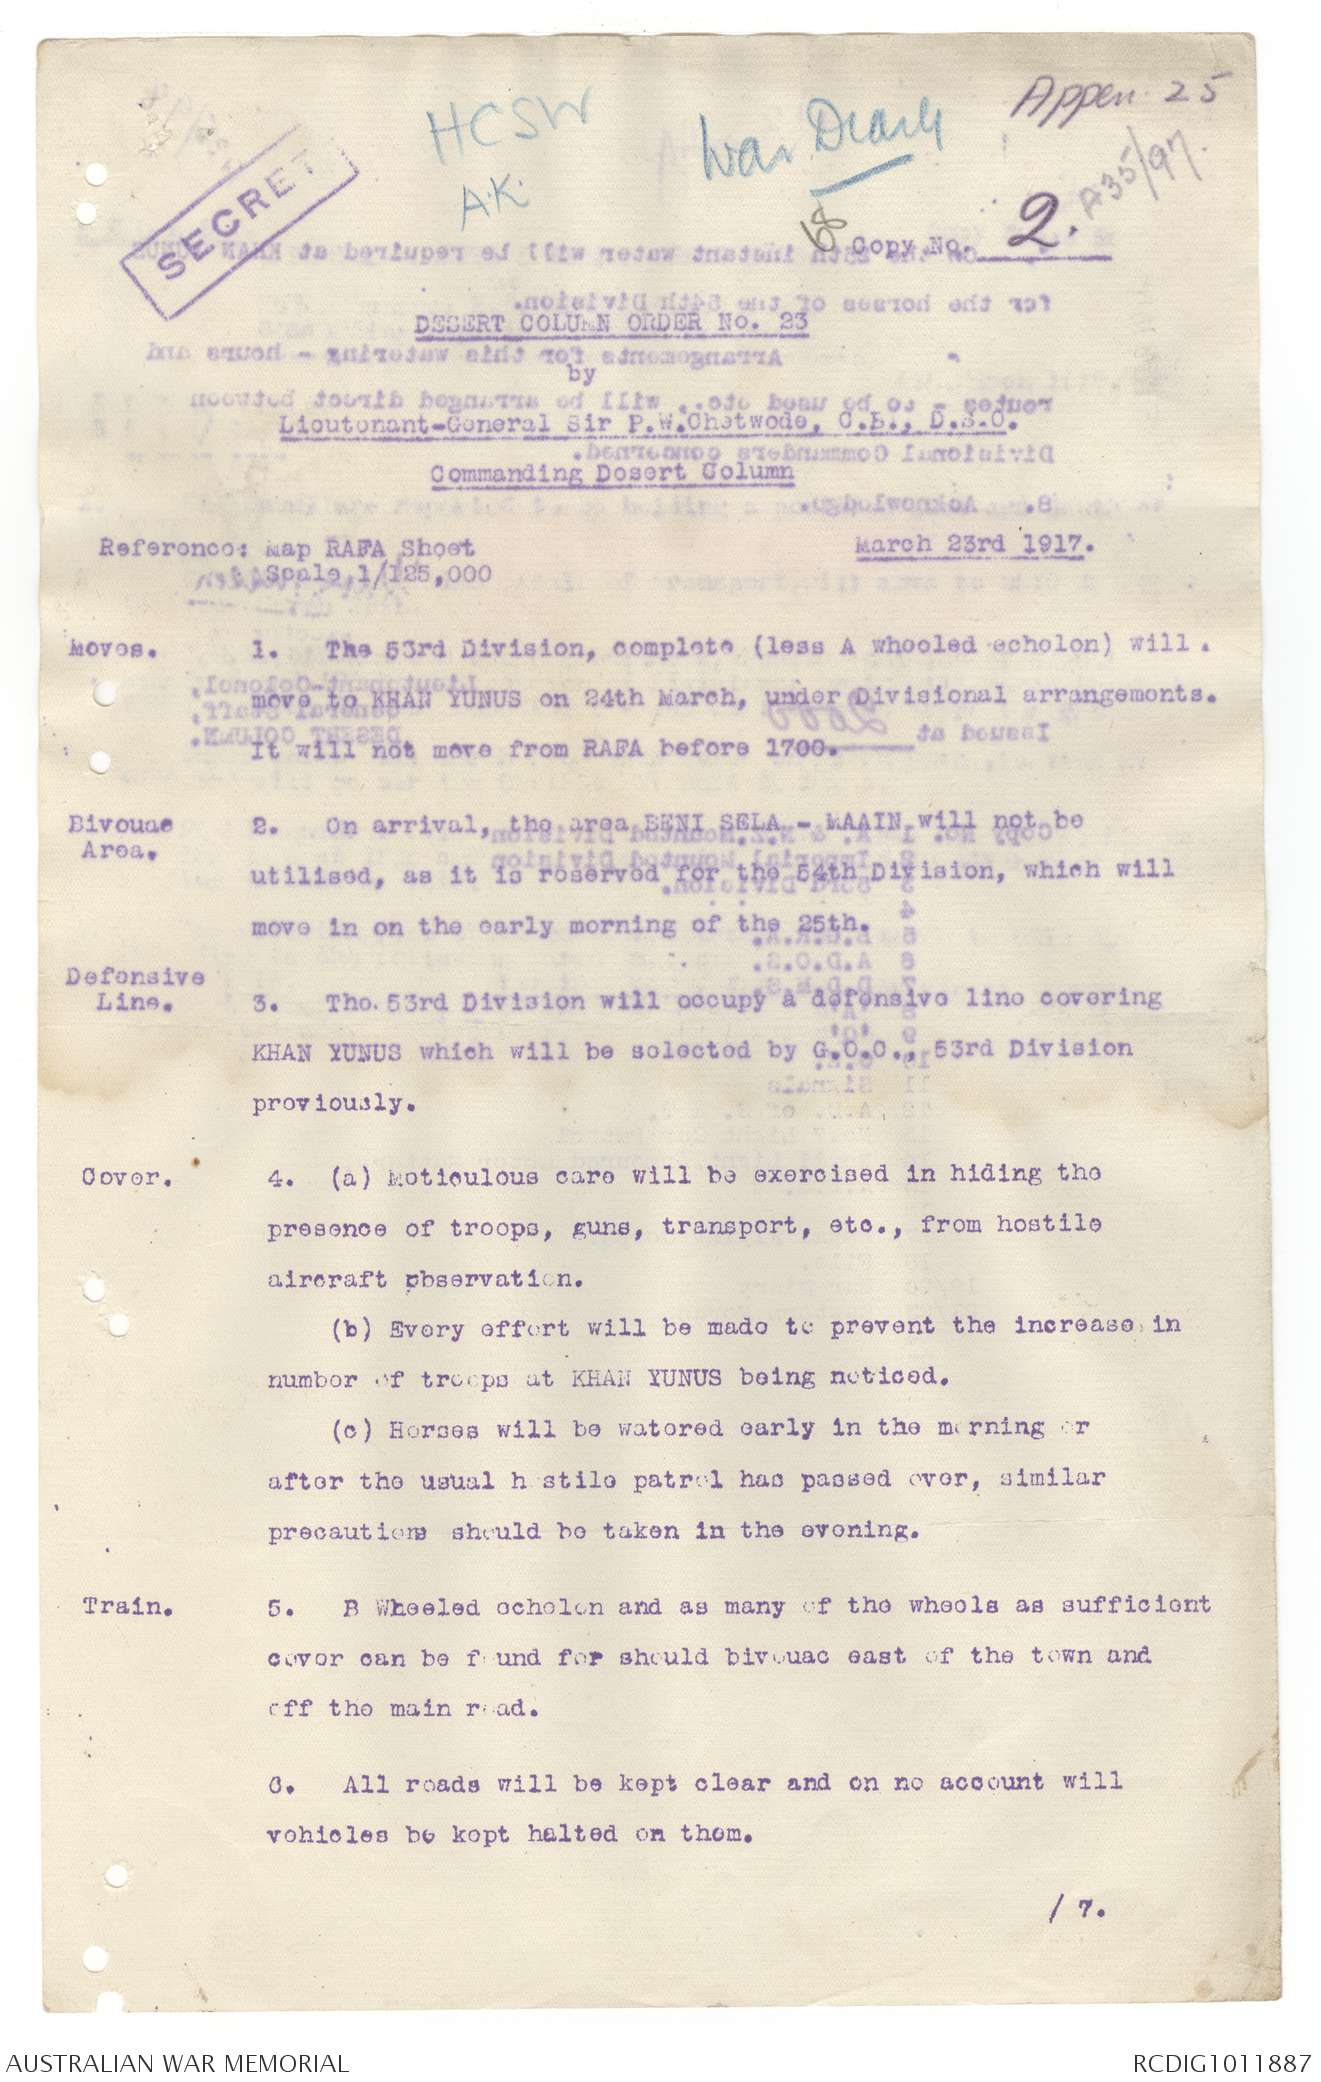 Appen 25
HCSW
War Diary
A.K.
A35/97.
SECRET
68
Copy No. 2.
DESERT COLUMN ORDER No. 23
by
Lieutenant-General Sir P.W.Chetwode, C.B., D.S.O.
Commanding Desert Column
Reference: Map RAFA Sheet
Scale 1/125,000
March 23rd 1917.
Moves. 1. The 53rd Division, complete (less A wheeled echelon) will
move to KHAN YUNUS on 24th March, under Divisional arrangements.
It will not move from RAFA before 1700.
Bivouac Area. 2. On arrival, the area BENI SELA - MAAIN will not be
utilised, as it is reserved for the 54th Division, which will
move in on the early morning of the 25th.
Defensive Line. 3. The 53rd Division will occupy a defensive line covering
KHAN YUNUS which will be selected by G.O.C., 53rd Division
previously.
Cover. 4. (a) Meticulous care will be exercised in hiding the
presence of troops, guns, transport, etc., from hostile
aircraft observation.
(b) Every effort will be made to prevent the increase in
number of troops at KHAN YUNUS being noticed.
(c) Horses will be watered early in the morning or
after the usual hostile patrol has passed over, similar
precautions should be taken in the evening.
Train. 5. B Wheeled echelon and as many of the wheels as sufficient
cover can be found for should bivouac east of the town and
off the main road.
6. All roads will be kept clear and on no account will
vehicles be kept halted on them.
/ 7.
AUSTRALIAN WAR MEMORIAL
RCDIG1011887